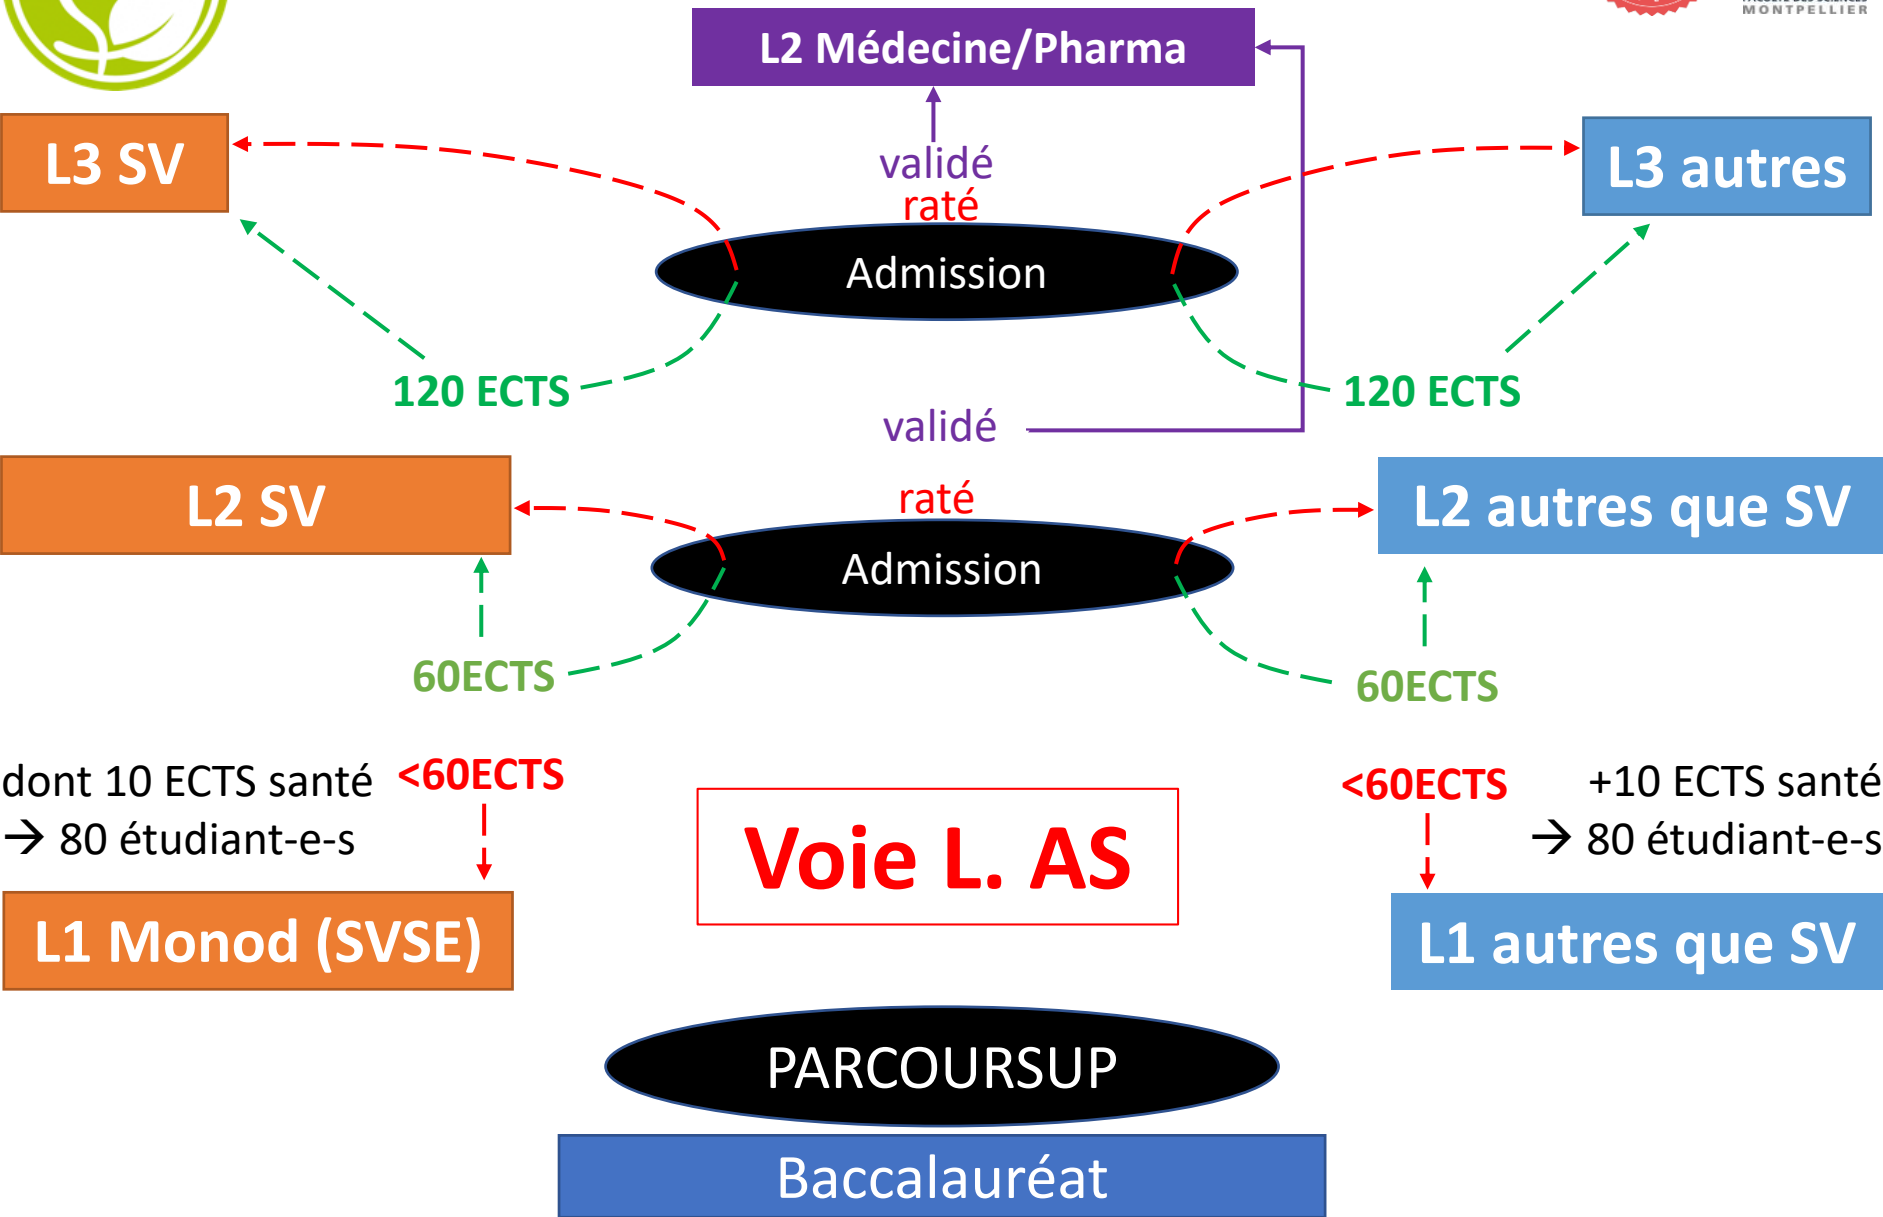 MONTPELLIER
L2 Médecine/Pharma
L3 SV
validé
raté
L3 autres
Admission
120 ECTS
120 ECTS
validé
L2 SV
raté
L2 autres que SV
Admission
60ECTS
60ECTS
dont 10 ECTS santé
→ 80 étudiant-e-s
<60ECTS
<60ECTS
+10 ECTS santé
→ 80 étudiant-e-s
Voie L. AS
L1 Monod (SVSE)
L1 autres que SV
PARCOURSUP
Baccalauréat